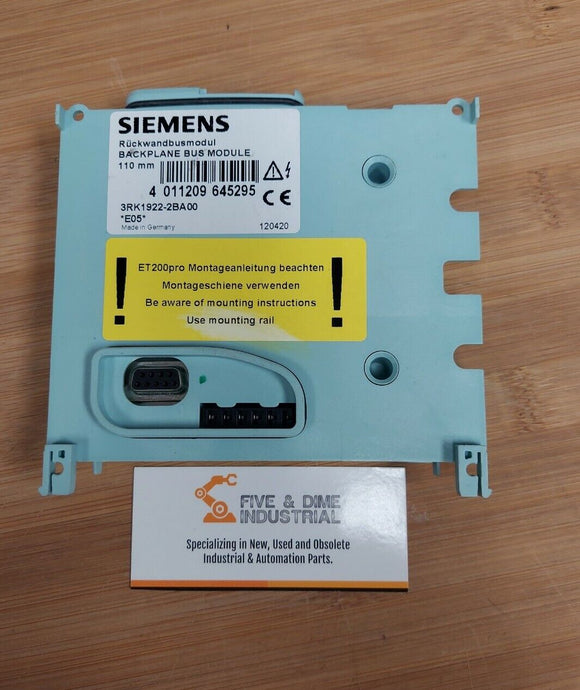 SIEMENS
Rückwandbusmodul
BACKPLANE BUS MODULE
110 mm
4 011209 645295
3RK1922-2BA00
*E05*
Made in Germany
CE
120420
ET200pro Montageanleitung beachten
Montageschiene verwenden
Be aware of mounting instructions
Use mounting rail
! !
FIVE & DIME
INDUSTRIAL
Specializing in New, Used and Obsolete
Industrial & Automation Parts.